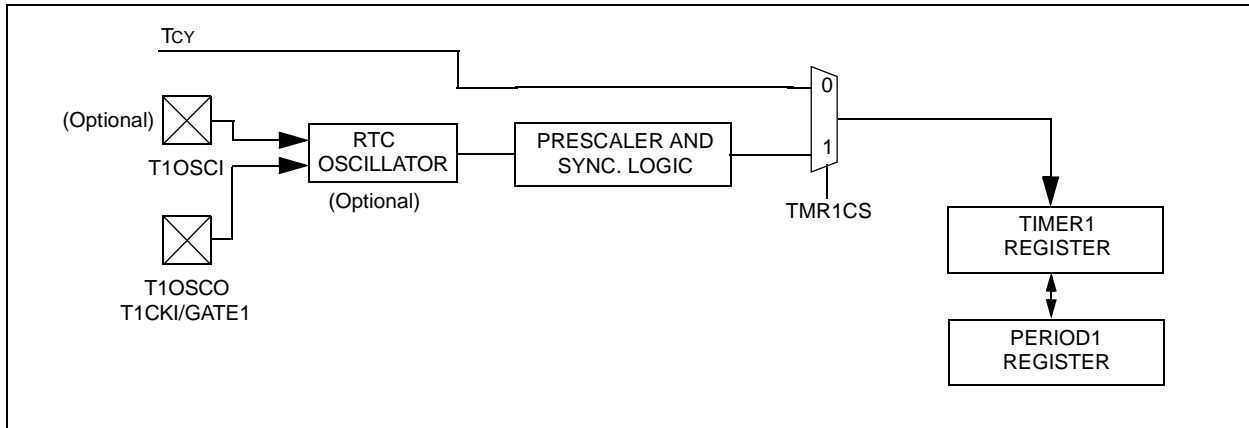 TCY
(Optional)
T1OSCI
T1OSCO
T1CKI/GATE1
RTC
OSCILLATOR
(Optional)
PRESCALER AND
SYNC. LOGIC
0
1
TMR1CS
TIMER1
REGISTER
PERIOD1
REGISTER